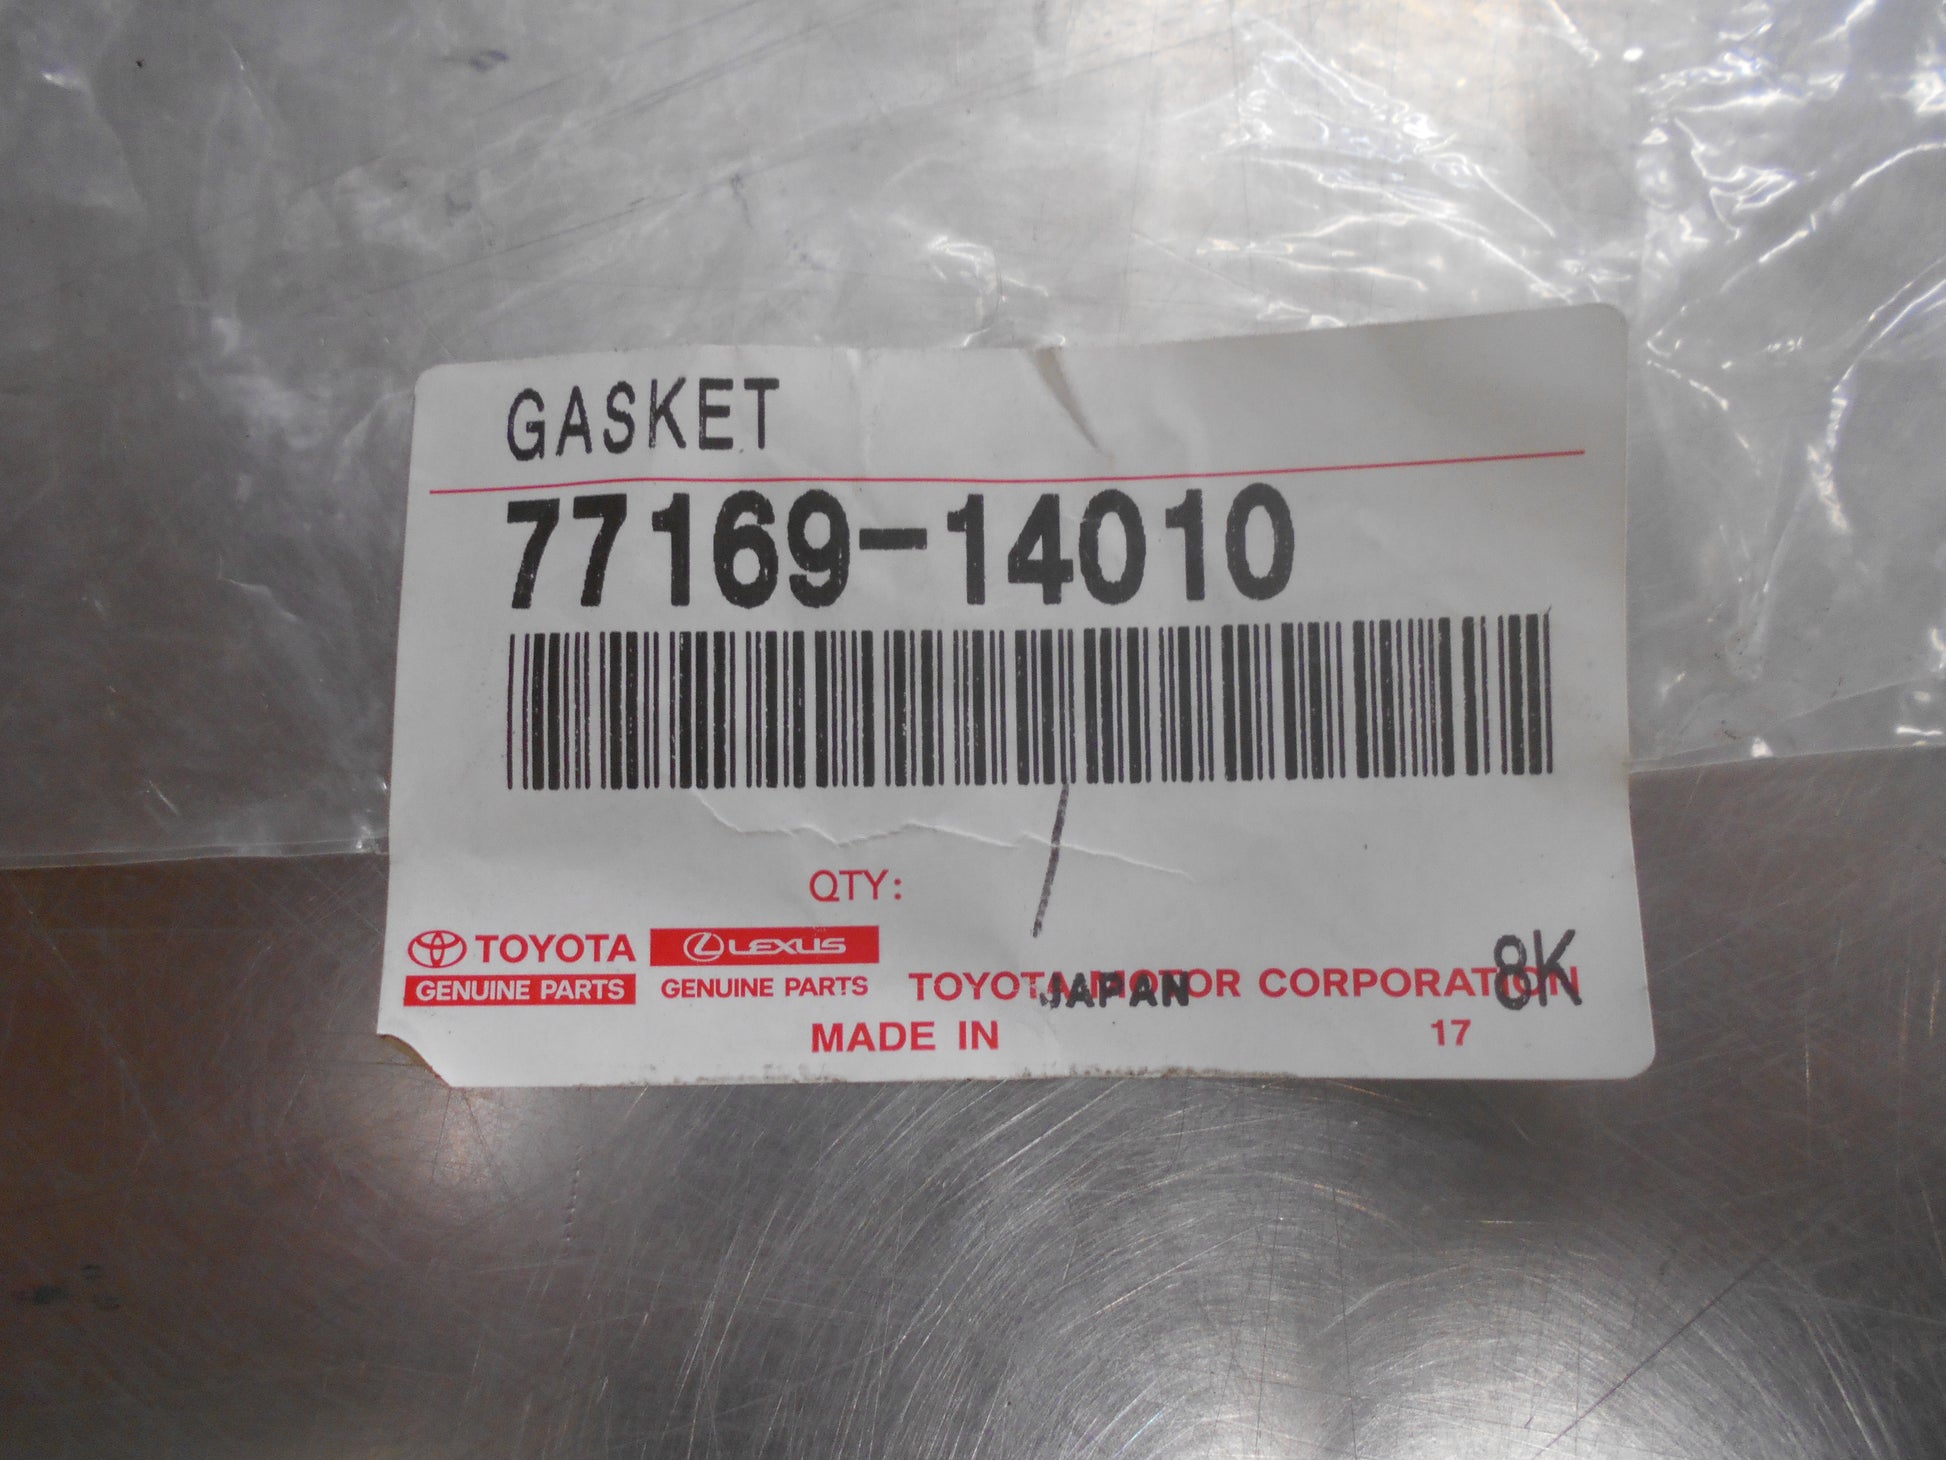 GASKET
77169-14010
QTY:
TOYOTA LEXUS
GENUINE PARTS GENUINE PARTS TOYOTA MOTOR CORPORATION 8K
JAPAN
MADE IN 17